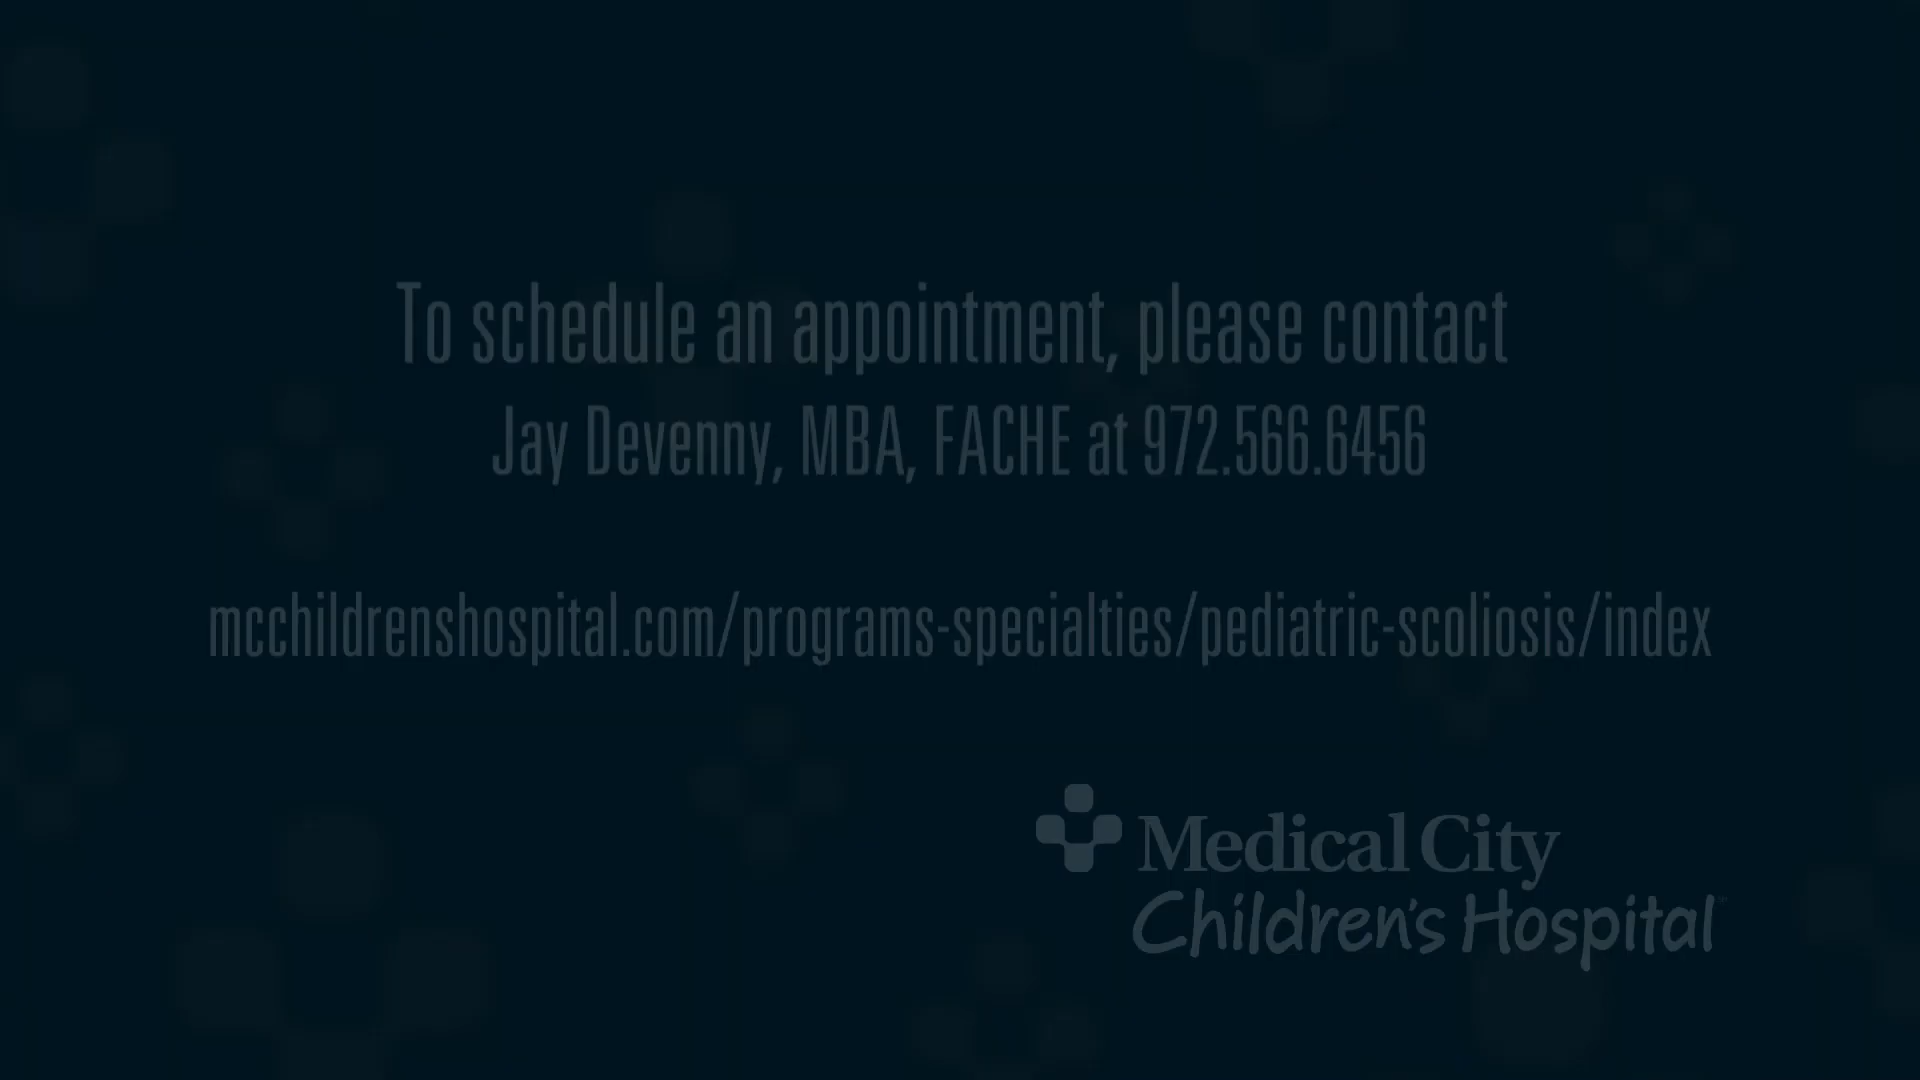 To schedule an appointment, please contact
Jay Devenny, MBA, FACHE at 972.566.6456
mcchildrenshospital.com/programs-specialties/pediatric-scoliosis/index
Medical City
Children's Hospital